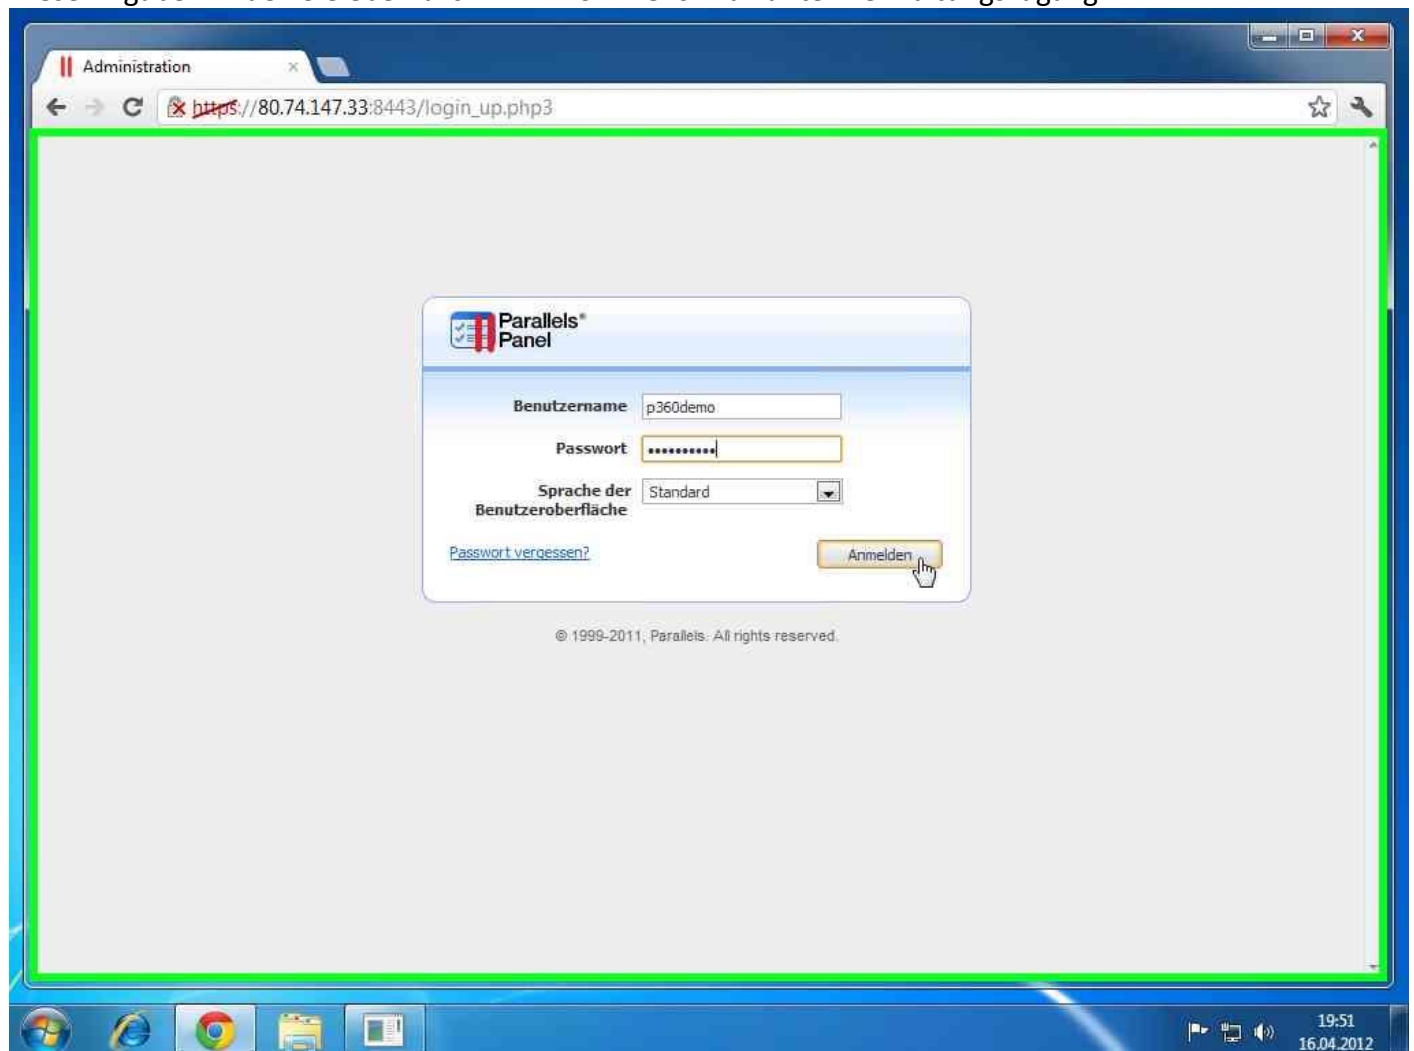 Administration
https://80.74.147.33:8443/login_up.php3
Parallels®
Panel
Benutzername p360demo
Passwort ••••••••••
Sprache der Standard
Benutzeroberfläche
Passwort vergessen? Anmelden
© 1999-2011, Parallels. All rights reserved.
19:51
16.04.2012